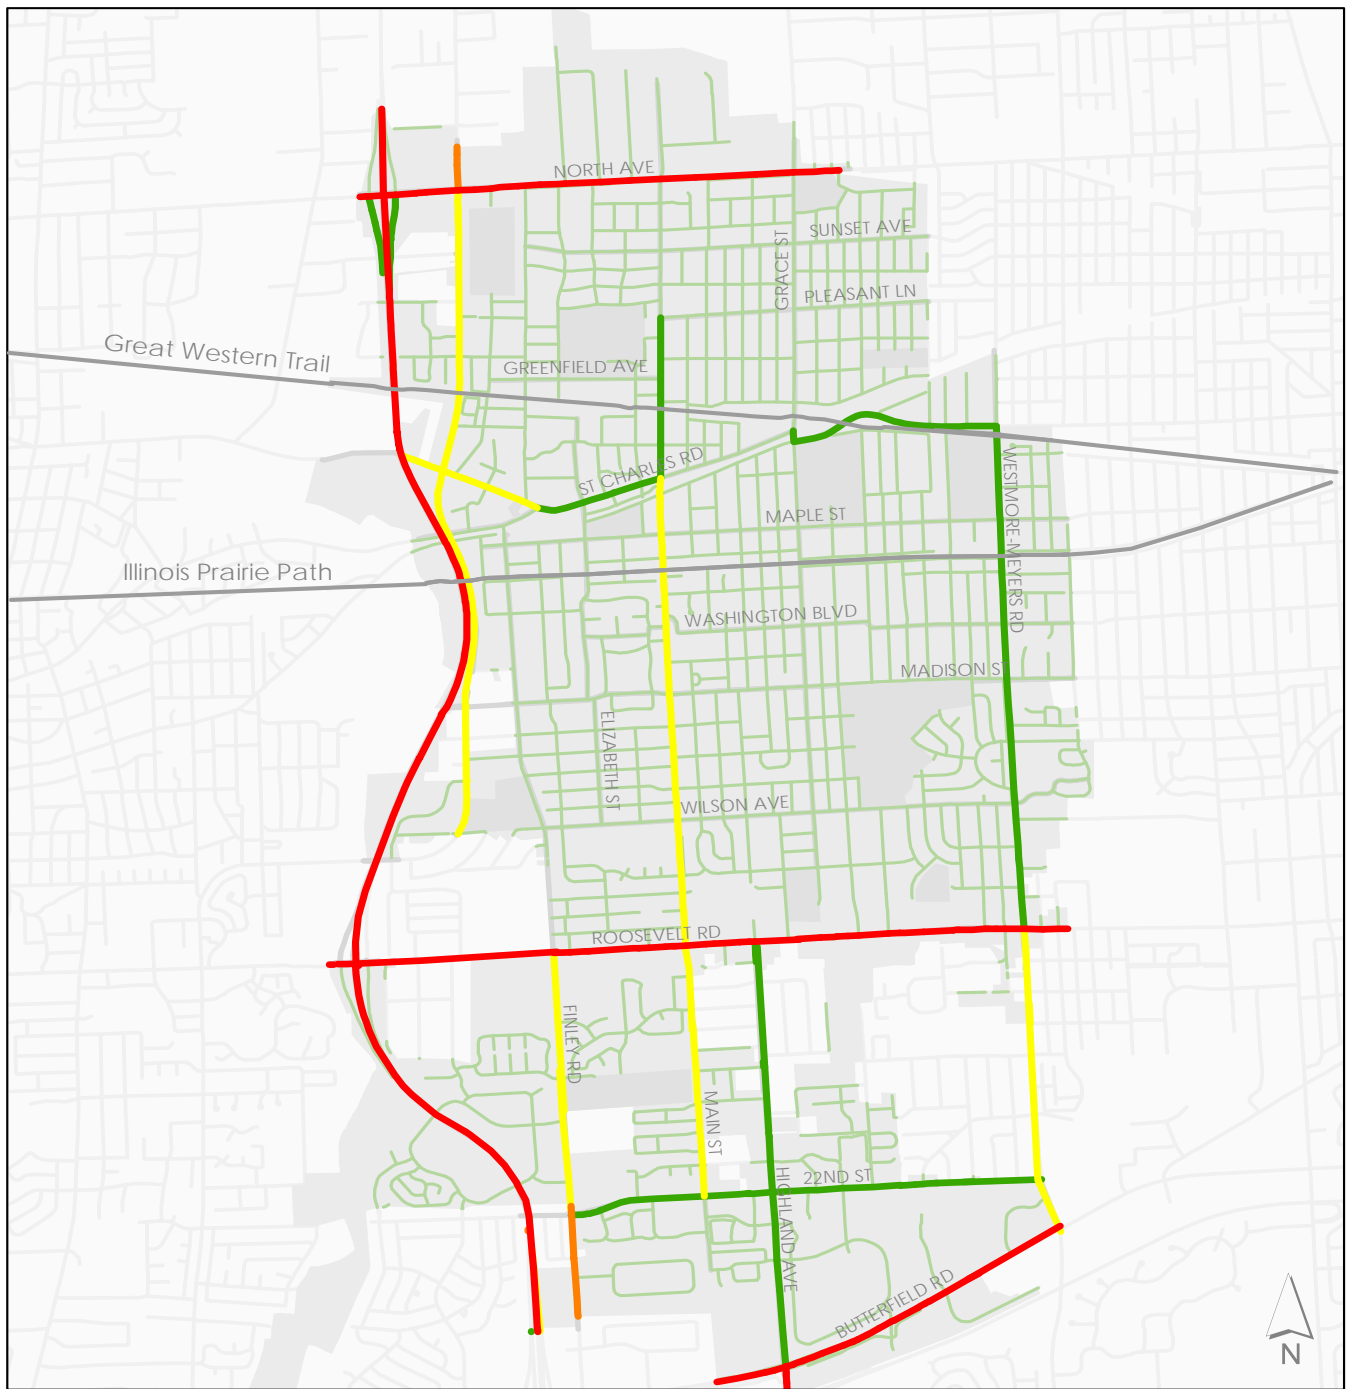 NORTH AVE
SUNSET AVE
GRACE ST
PLEASANT LN
Great Western Trail
GREENFIELD AVE
ST CHARLES RD
WESTMORE-MEYERS RD
MAPLE ST
Illinois Prairie Path
WASHINGTON BLVD
MADISON ST
ELIZABETH ST
WILSON AVE
ROOSEVELT RD
FINLEY RD
MAIN ST
22ND ST
HIGHLAND AVE
BUTTERFIELD RD
N